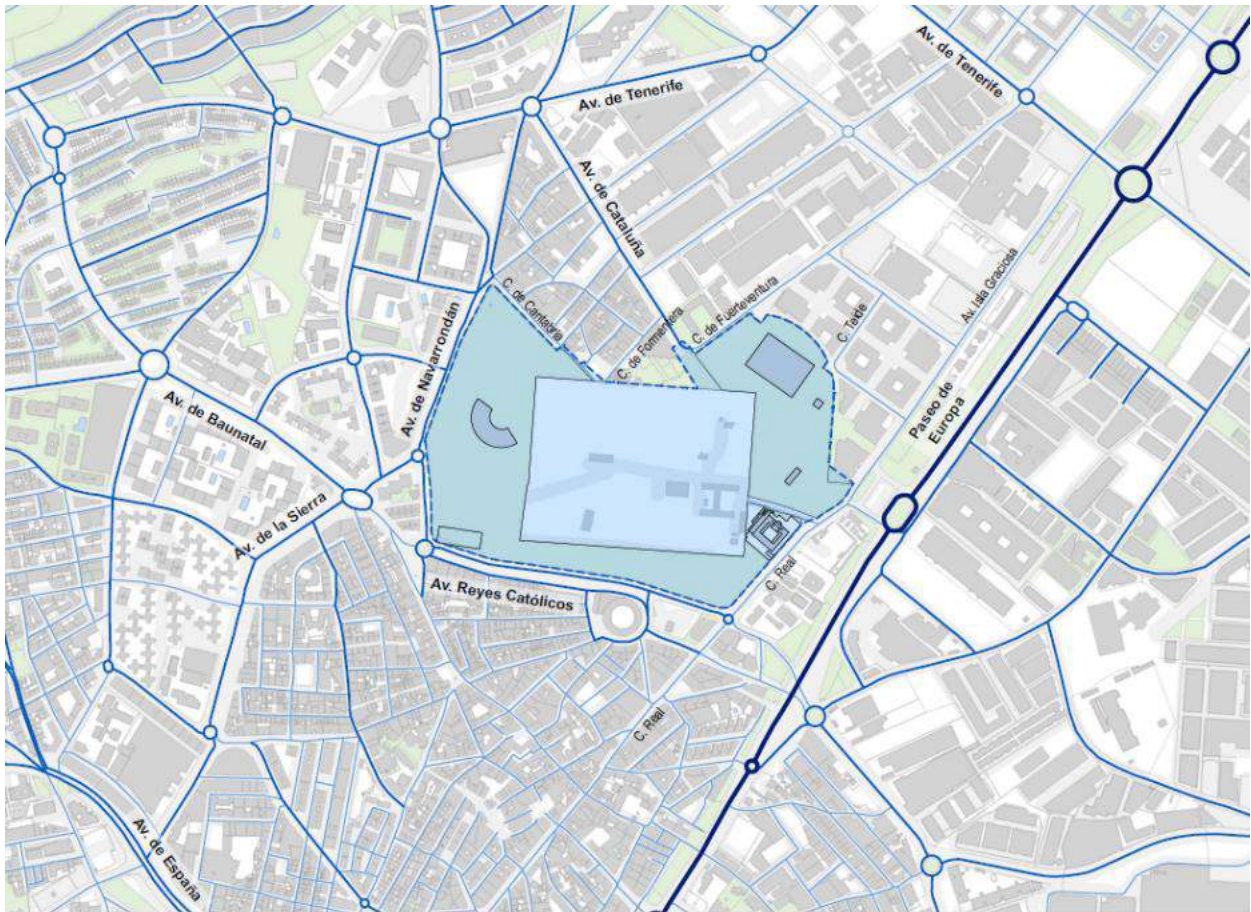 Av. de Tenerife
Av. de Tenerife
Av. de Cataluña
C. de Cantabria
C. de Formentera
C. de Fuerteventura
C. Teide
Av. Isla Graciosa
Av. de Navarrondán
Paseo de
Europa
Av. de Baunatal
Av. de la Sierra
Av. Reyes Católicos
C. Real
C. Real
Av. de España